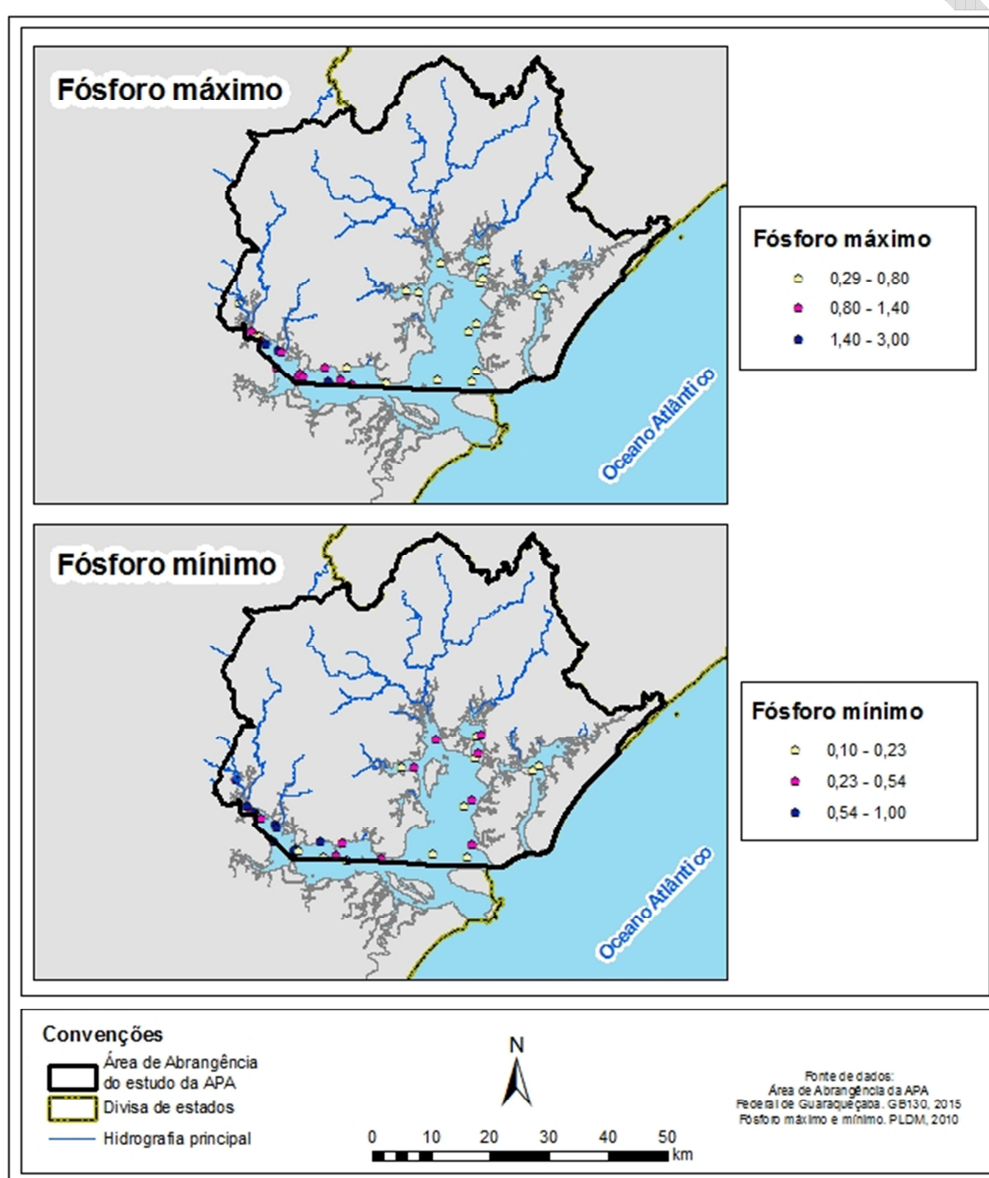 Fósforo máximo
Oceano Atlântico
Fósforo máximo
0,29 - 0,80
0,80 - 1,40
1,40 - 3,00
Fósforo mínimo
Oceano Atlântico
Fósforo mínimo
0,10 - 0,23
0,23 - 0,54
0,54 - 1,00
Convenções
Área de Abrangência
do estudo da APA
Divisa de estados
Hidrografia principal
N
0 10 20 30 40 50
km
Fonte de dados:
Área de Abrangência da APA
Federal de Guaraqueçaba. GB130, 2015
Fósforo máximo e mínimo. PLDM, 2010